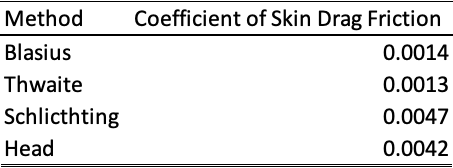 Method Coefficient of Skin Drag Friction
Blasius 0.0014
Thwaite 0.0013
Schlicthting 0.0047
Head 0.0042